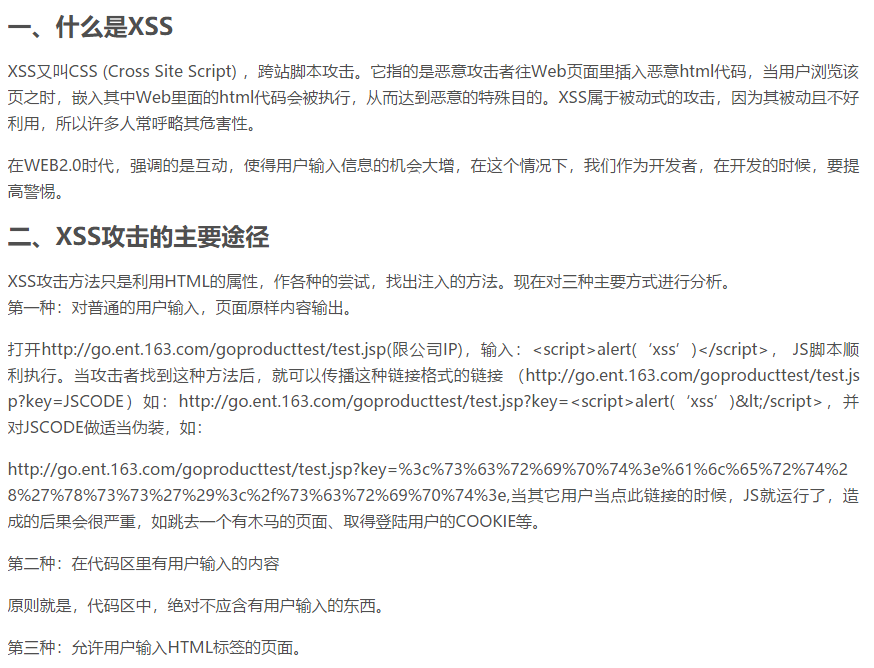 一、什么是XSS
XSS又叫CSS (Cross Site Script) ，跨站脚本攻击。它指的是恶意攻击者往Web页面里插入恶意html代码，当用户浏览该
页之时，嵌入其中Web里面的html代码会被执行，从而达到恶意的特殊目的。XSS属于被动式的攻击，因为其被动且不好
利用，所以许多人常呼略其危害性。
在WEB2.0时代，强调的是互动，使得用户输入信息的机会大增，在这个情况下，我们作为开发者，在开发的时候，要提
高警惕。
二、XSS攻击的主要途径
XSS攻击方法只是利用HTML的属性，作各种的尝试，找出注入的方法。现在对三种主要方式进行分析。
第一种：对普通的用户输入，页面原样内容输出。
打开http://go.ent.163.com/goproducttest/test.jsp(限公司IP)，输入：<script>alert(‘xss’)</script>， JS脚本顺
利执行。当攻击者找到这种方法后，就可以传播这种链接格式的链接 （http://go.ent.163.com/goproducttest/test.js
p?key=JSCODE）如：http://go.ent.163.com/goproducttest/test.jsp?key=<script>alert(‘xss’)&lt;/script>，并
对JSCODE做适当伪装，如：
http://go.ent.163.com/goproducttest/test.jsp?key=%3c%73%63%72%69%70%74%3e%61%6c%65%72%74%2
8%27%78%73%73%27%29%3c%2f%73%63%72%69%70%74%3e,当其它用户当点此链接的时候，JS就运行了，造
成的后果会很严重，如跳去一个有木马的页面、取得登陆用户的COOKIE等。
第二种：在代码区里有用户输入的内容
原则就是，代码区中，绝对不应含有用户输入的东西。
第三种：允许用户输入HTML标签的页面。